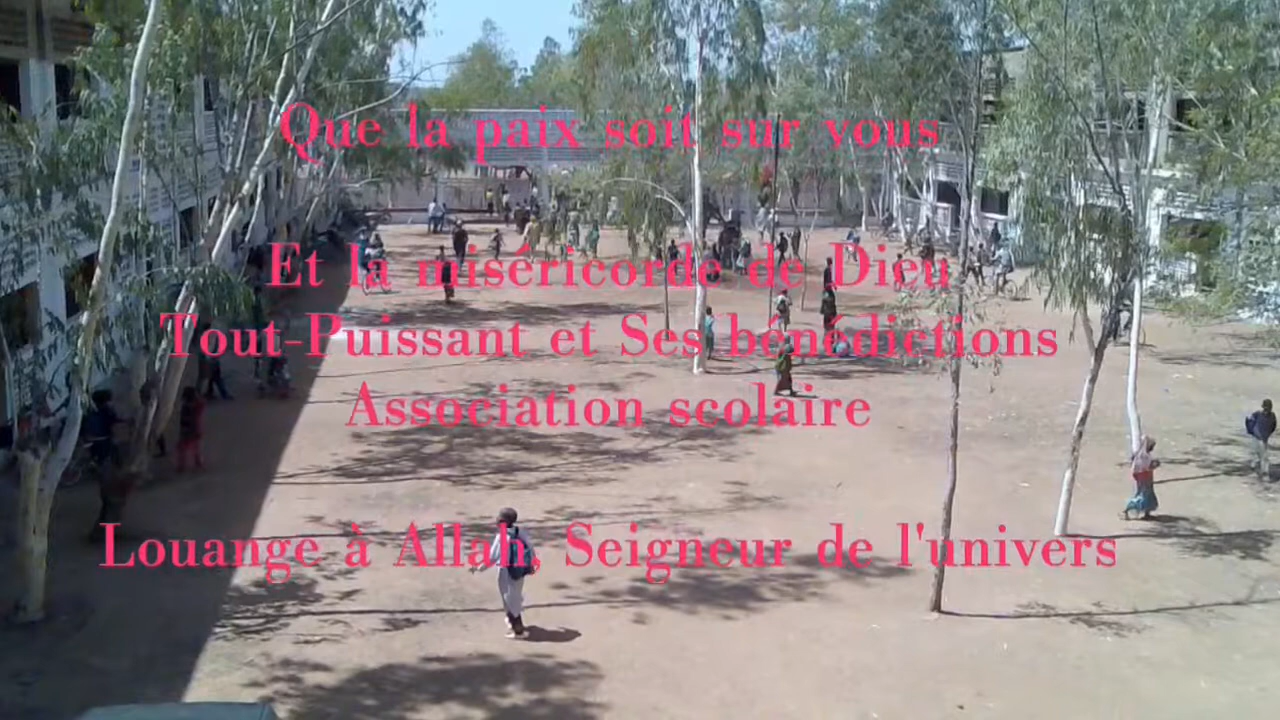 Que la paix soit sur vous
Et la miséricorde de Dieu
Tout-Puissant et Ses bénédictions
Association scolaire
Louange à Allah, Seigneur de l'univers